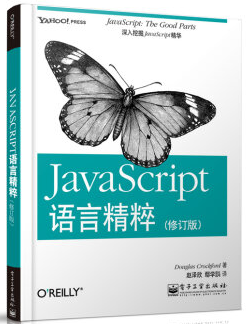 YAHOO! PRESS
JavaScript: The Good Parts
深入挖掘JavaScript精华
JavaScript
语言精粹 (修订版)
Douglas Crockford 著
赵泽欣 鄢学鹍 译
O'REILLY®
电子工业出版社
JAVASCRIPT语言精粹(修订版)